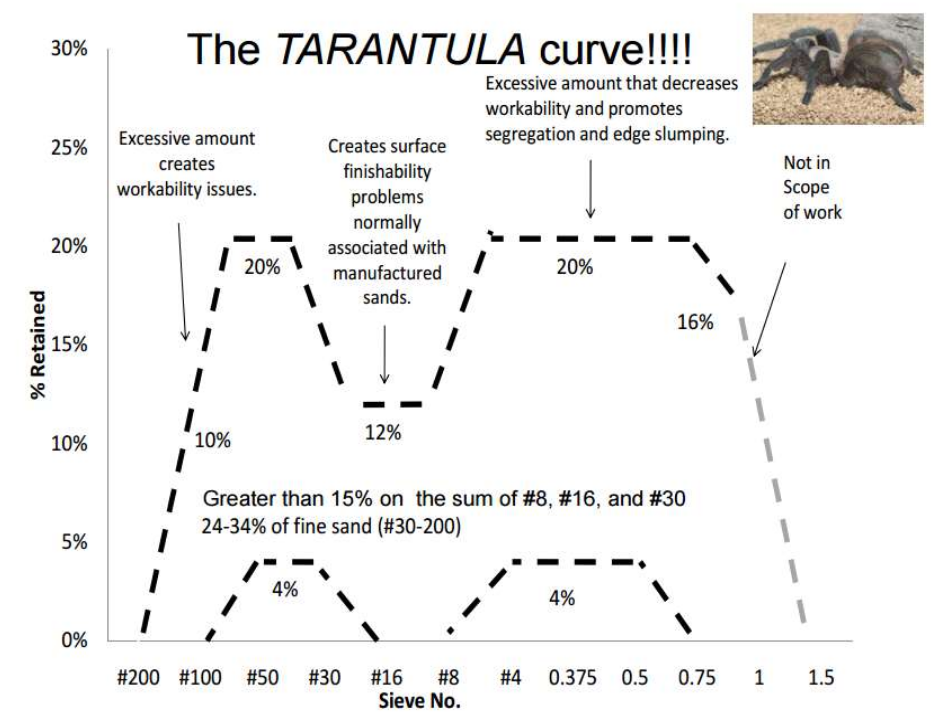 The TARANTULA curve!!!!
30%
25%
20%
15%
10%
5%
0%
% Retained
Excessive amount
creates
workability issues.
Creates surface
finishability
problems
normally
associated with
manufactured
sands.
Excessive amount that decreases
workability and promotes
segregation and edge slumping.
Not in
Scope
of work
20%
20%
16%
12%
10%
Greater than 15% on the sum of #8, #16, and #30
24-34% of fine sand (#30-200)
4%
4%
#200 #100 #50 #30 #16 #8 #4 0.375 0.5 0.75 1 1.5
Sieve No.